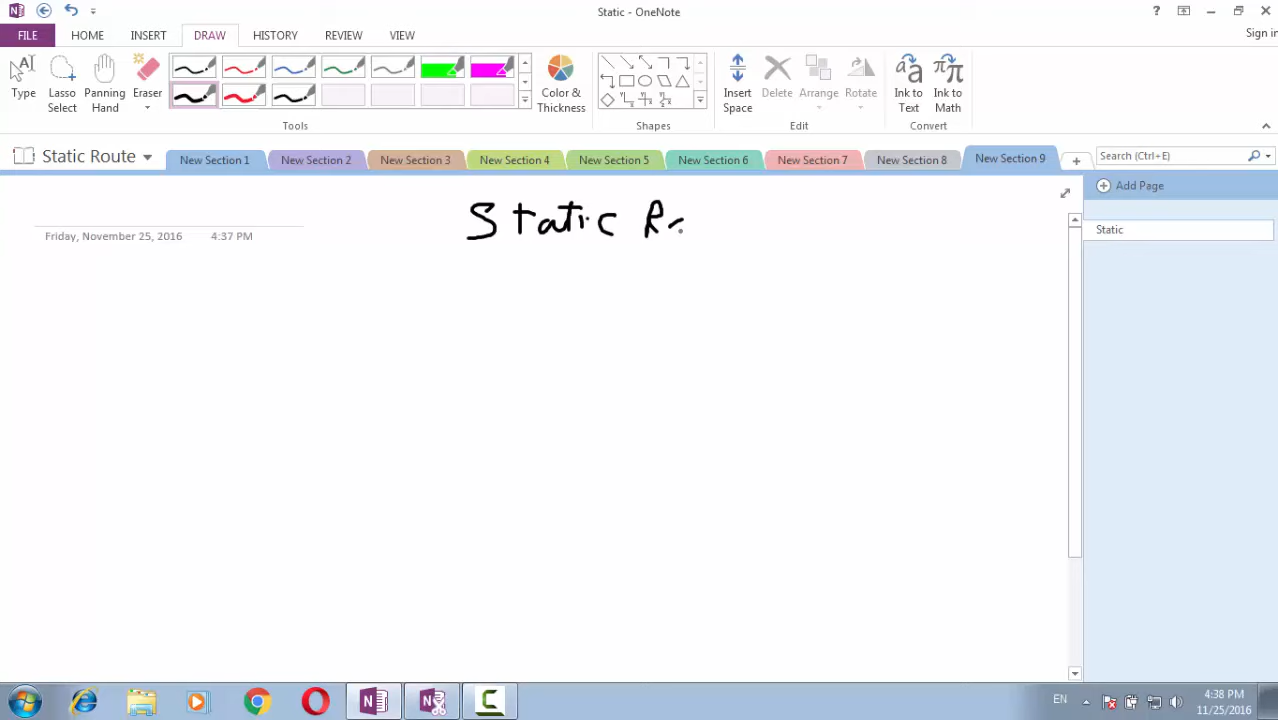 Static - OneNote
Sign in
FILE HOME INSERT DRAW HISTORY REVIEW VIEW
Type
Lasso Select
Panning Hand
Eraser
Color & Thickness
Insert Space
Delete
Arrange
Rotate
Ink to Text
Ink to Math
Tools
Shapes
Edit
Convert
Static Route
New Section 1
New Section 2
New Section 3
New Section 4
New Section 5
New Section 6
New Section 7
New Section 8
New Section 9
Search (Ctrl+E)
Add Page
Static
Static
Friday, November 25, 2016 4:37 PM
EN
4:38 PM
11/25/2016